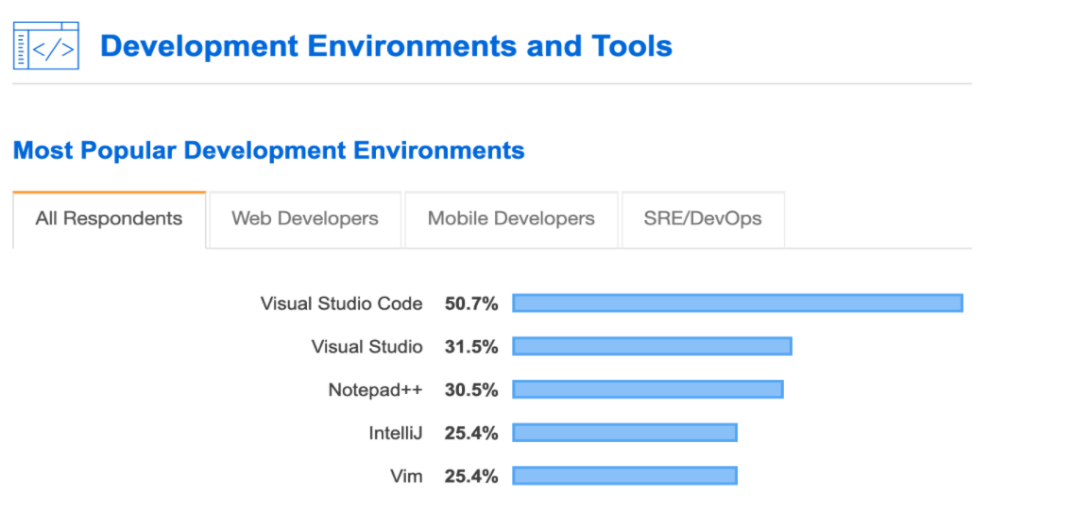 </>
Development Environments and Tools
Most Popular Development Environments
All Respondents Web Developers Mobile Developers SRE/DevOps
Visual Studio Code 50.7%
Visual Studio 31.5%
Notepad++ 30.5%
IntelliJ 25.4%
Vim 25.4%